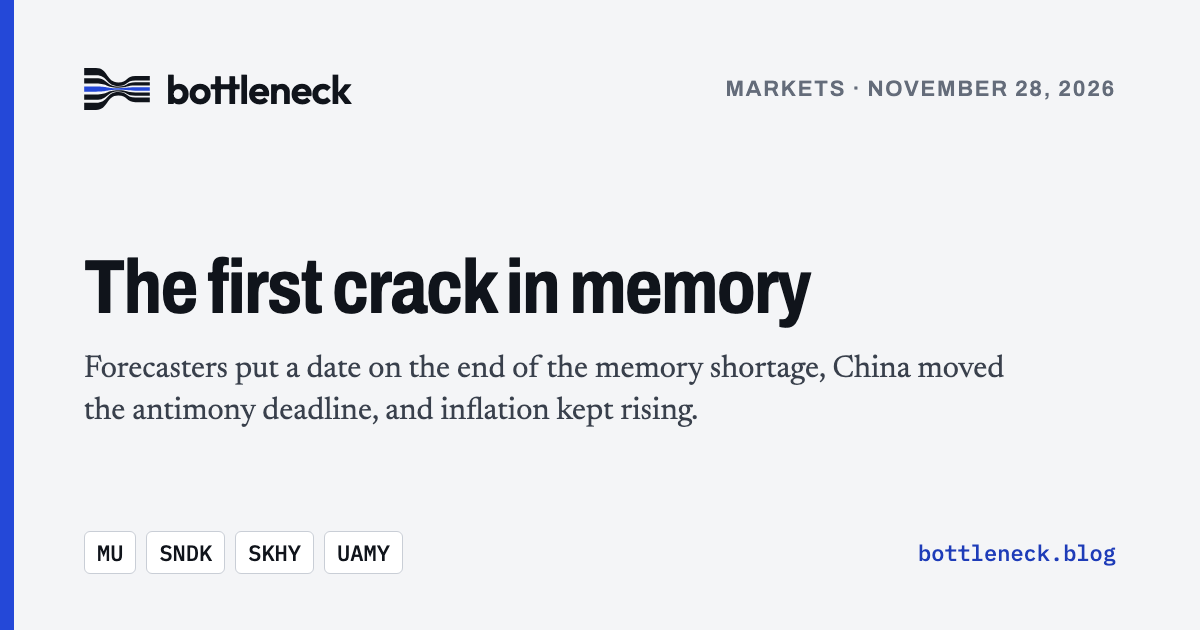 bottleneck
MARKETS · NOVEMBER 28, 2026
The first crack in memory
Forecasters put a date on the end of the memory shortage, China moved
the antimony deadline, and inflation kept rising.
MU
SNDK
SKHY
UAMY
bottleneck.blog